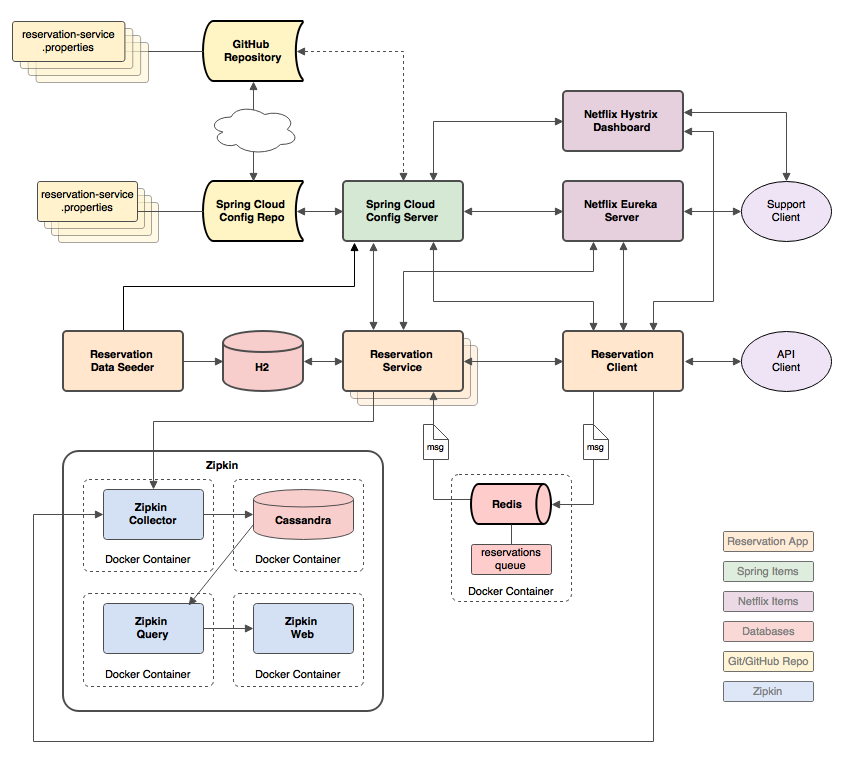 reservation-service
.properties
GitHub
Repository
Netflix Hystrix
Dashboard
reservation-service
.properties
Spring Cloud
Config Repo
Spring Cloud
Config Server
Netflix Eureka
Server
Support
Client
Reservation
Data Seeder
H2
Reservation
Service
Reservation
Client
API
Client
msg
msg
Zipkin
Zipkin
Collector
Cassandra
Docker Container
Docker Container
Redis
reservations
queue
Docker Container
Zipkin
Query
Zipkin
Web
Docker Container
Docker Container
Reservation App
Spring Items
Netflix Items
Databases
Git/GitHub Repo
Zipkin